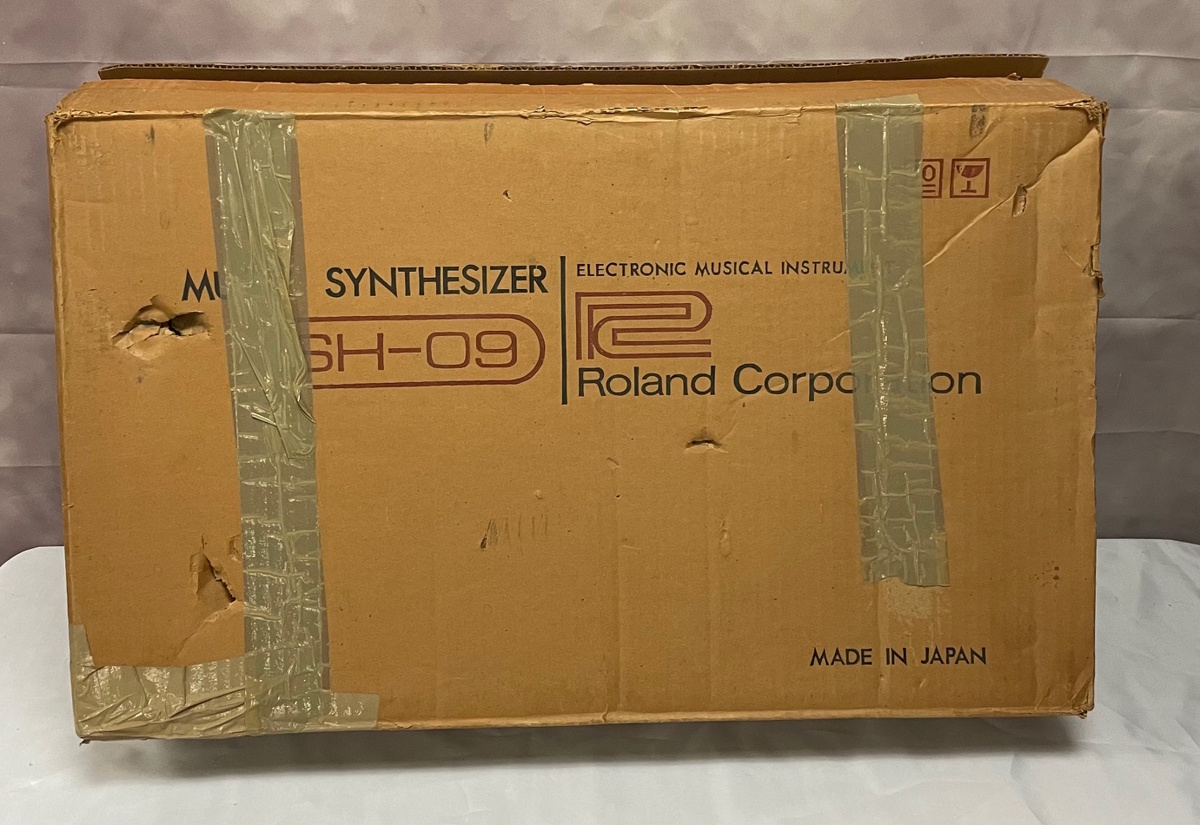 SYNTHESIZER
SH-09
ELECTRONIC MUSICAL
Roland
MADE IN JAPAN